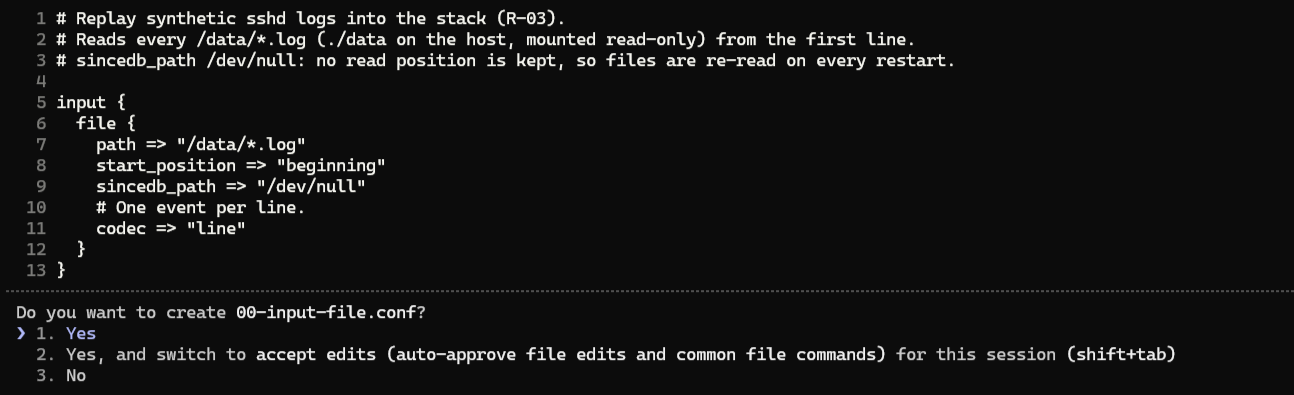 1 # Replay synthetic sshd logs into the stack (R-03).
2 # Reads every /data/*.log (./data on the host, mounted read-only) from the first line.
3 # sincedb_path /dev/null: no read position is kept, so files are re-read on every restart.
4
5 input {
6   file {
7     path => "/data/*.log"
8     start_position => "beginning"
9     sincedb_path => "/dev/null"
10     # One event per line.
11     codec => "line"
12   }
13 }
Do you want to create 00-input-file.conf?
❯ 1. Yes
2. Yes, and switch to accept edits (auto-approve file edits and common file commands) for this session (shift+tab)
3. No